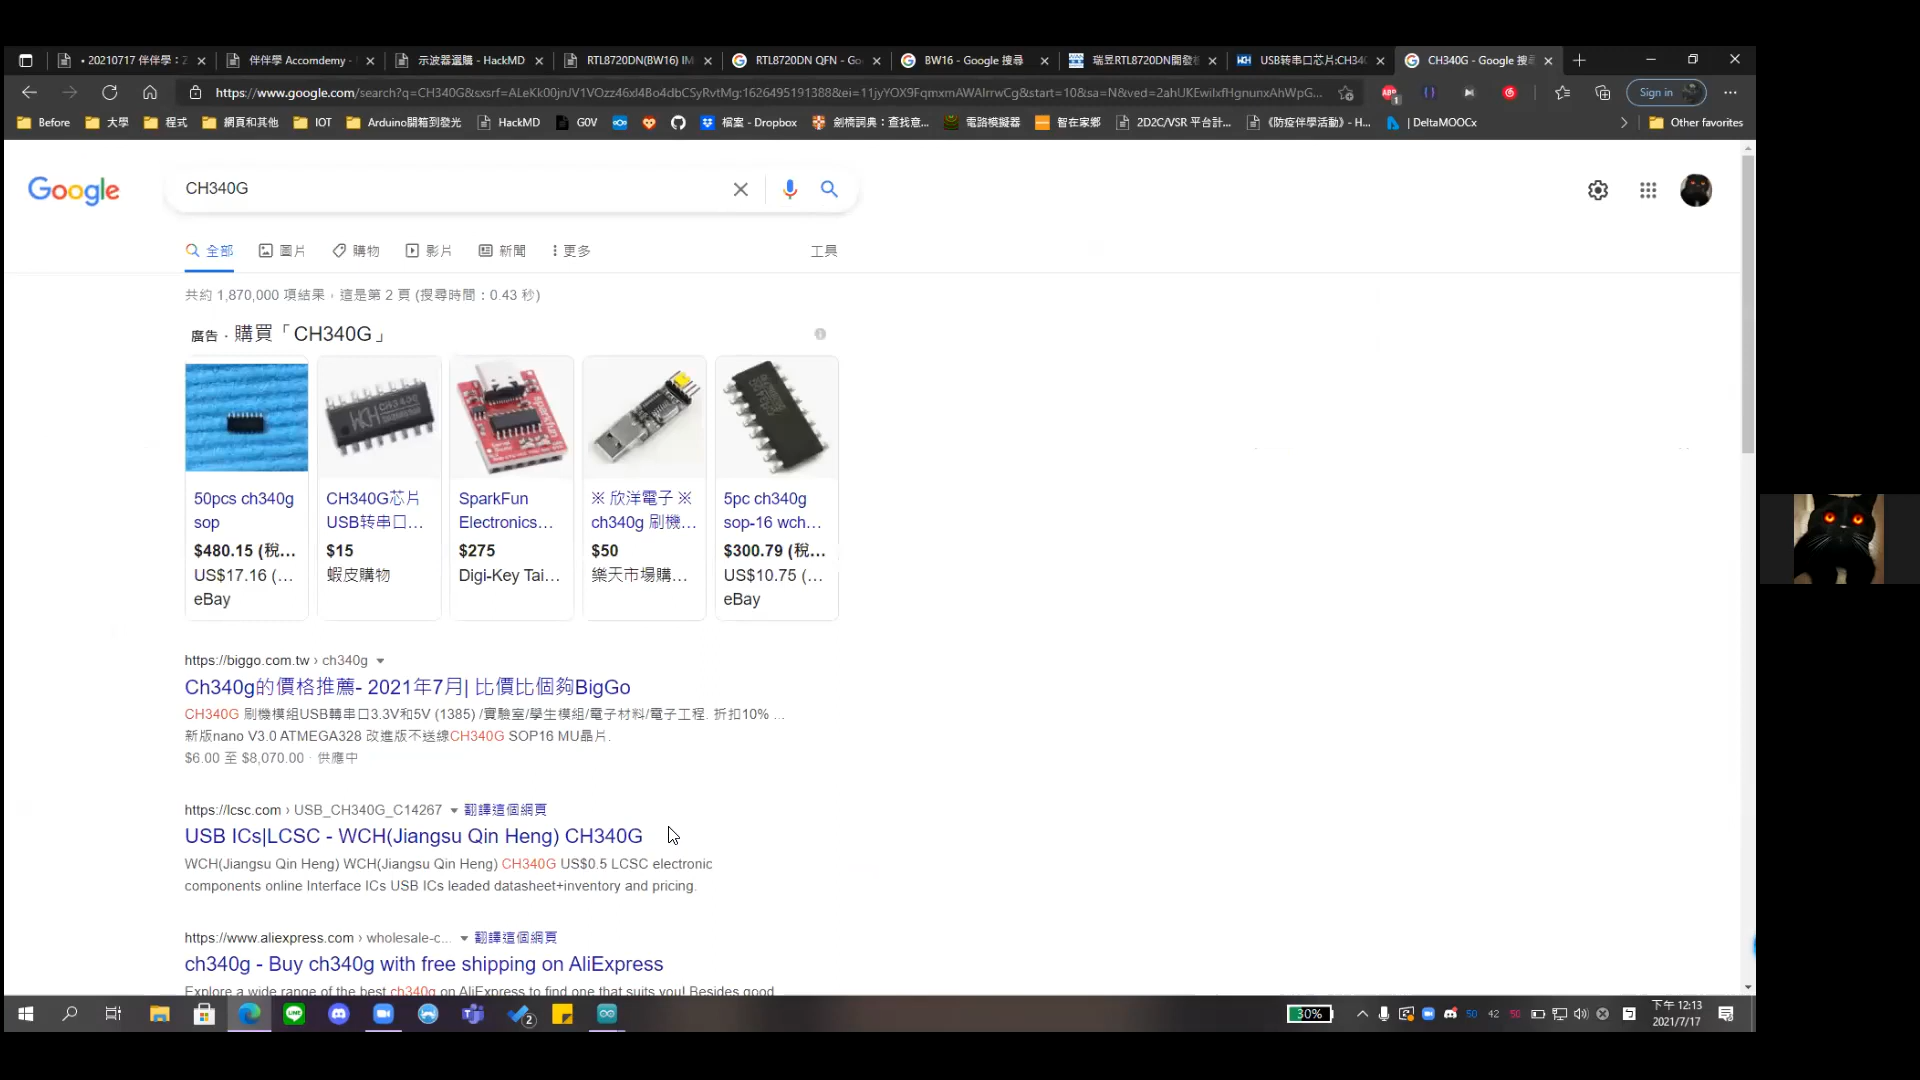 • 20210717 伴伴學：2
伴伴學 Accomdemy -
示波器選購 - HackMD
RTL8720DN(BW16) IM
RTL8720DN QFN - Go
BW16 - Google 搜尋
瑞昱RTL8720DN開發板
USB转串口芯片:CH340
CH340G - Google 搜尋
https://www.google.com/search?q=CH340G&sxsrf=ALeKk00jnJV1VOzz46xl4Bo4dbCSyRvtMg:1626495191388&ei=11jyYOX9FqmxmAWAlrrwCg&start=10&sa=N&ved=2ahUKEwilxfHgnunxAhWpG...
1
Sign in
Before
大學
程式
網頁和其他
IOT
Arduino開箱到發光
HackMD
GOV
檔案 - Dropbox
劍橋詞典：查找意...
電路模擬器
智在家鄉
2D2C/VSR 平台計...
《防疫伴學活動》- H...
| DeltaMOOCx
Other favorites
Google
CH340G
全部
圖片
購物
影片
新聞
更多
工具
共約 1,870,000 項結果，這是第 2 頁 (搜尋時間：0.43 秒)
廣告 · 購買「CH340G」
50pcs ch340g
sop
$480.15 (稅...
US$17.16 (...
eBay
CH340G芯片
USB转串口...
$15
蝦皮購物
SparkFun
Electronics...
$275
Digi-Key Tai...
※ 欣洋電子 ※
ch340g 刷機...
$50
樂天市場購...
5pc ch340g
sop-16 wch...
$300.79 (稅...
US$10.75 (...
eBay
https://biggo.com.tw › ch340g
Ch340g的價格推薦- 2021年7月| 比價比個夠BigGo
CH340G 刷機模組USB轉串口3.3V和5V (1385) /實驗室/學生模組/電子材料/電子工程. 折扣10% ...
新版nano V3.0 ATMEGA328 改進版不送線CH340G SOP16 MU晶片.
$6.00 至 $8,070.00 · 供應中
https://lcsc.com › USB_CH340G_C14267 翻譯這個網頁
USB ICs|LCSC - WCH(Jiangsu Qin Heng) CH340G
WCH(Jiangsu Qin Heng) WCH(Jiangsu Qin Heng) CH340G US$0.5 LCSC electronic
components online Interface ICs USB ICs leaded datasheet+inventory and pricing.
https://www.aliexpress.com › wholesale-c... 翻譯這個網頁
ch340g - Buy ch340g with free shipping on AliExpress
Explore a wide range of the best ch340g on AliExpress to find one that suits you! Besides good
2
30%
50
42
50
下午 12:13
2021/7/17